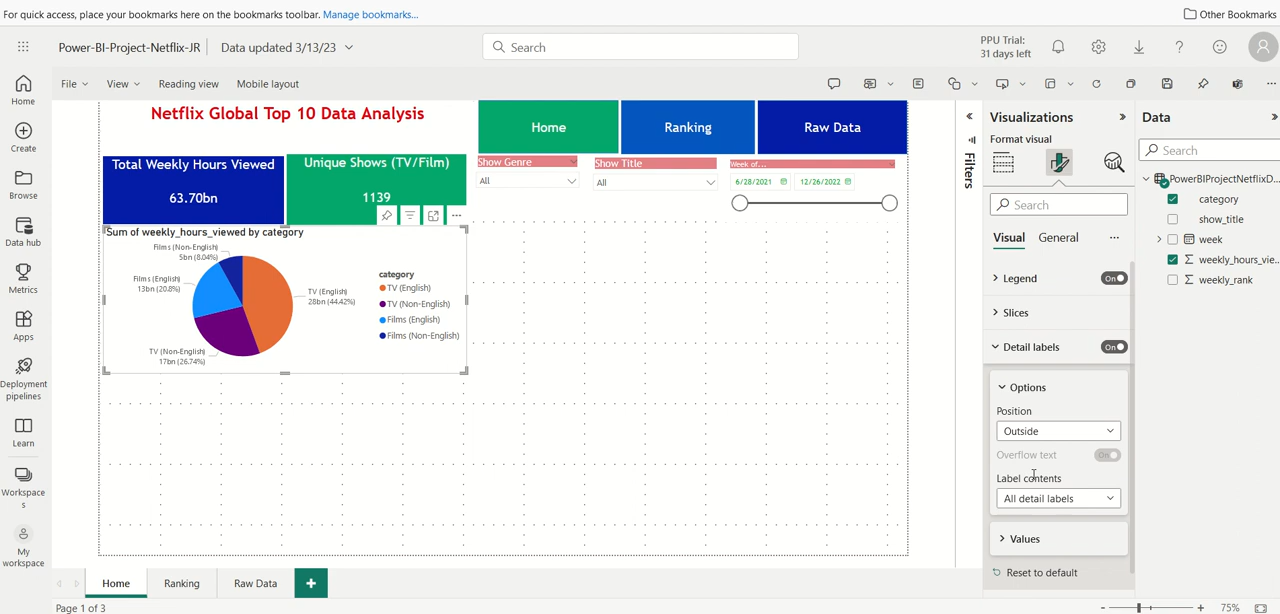 For quick access, place your bookmarks here on the bookmarks toolbar. Manage bookmarks...
Other Bookmarks
Power-BI-Project-Netflix-JR
Data updated 3/13/23
Search
PPU Trial:
31 days left
File
View
Reading view
Mobile layout
Home
Create
Browse
Data hub
Metrics
Apps
Deployment
pipelines
Learn
Workspace
s
My
workspace
Netflix Global Top 10 Data Analysis
Home
Ranking
Raw Data
Total Weekly Hours Viewed
63.70bn
Unique Shows (TV/Film)
1139
Show Genre
All
Show Title
All
Week of...
6/28/2021
12/26/2022
Sum of weekly_hours_viewed by category
Films (Non-English)
5bn (8.04%)
Films (English)
13bn (20.8%)
TV (English)
28bn (44.42%)
TV (Non-English)
17bn (26.74%)
category
TV (English)
TV (Non-English)
Films (English)
Films (Non-English)
Filters
Visualizations
Format visual
Search
Visual
General
Legend
On
Slices
Detail labels
On
Options
Position
Outside
Overflow text
On
Label contents
All detail labels
Values
Reset to default
Data
Search
PowerBIProjectNetflixD...
category
show_title
week
weekly_hours_vie...
weekly_rank
Home
Ranking
Raw Data
Page 1 of 3
75%